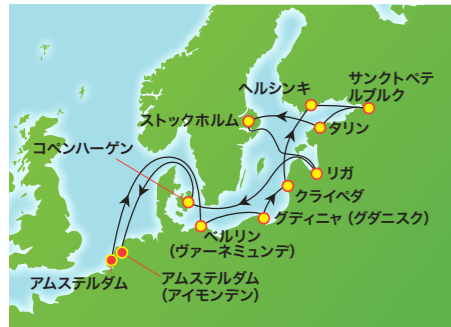 ヘルシンキ
サンクトペテ
ルブルク
ストックホルム
タリン
コペンハーゲン
リガ
クライペダ
グディニャ (グダニスク)
ベルリン
(ヴァーネミュンデ)
アムステルダム
アムステルダム
(アイモンデン)